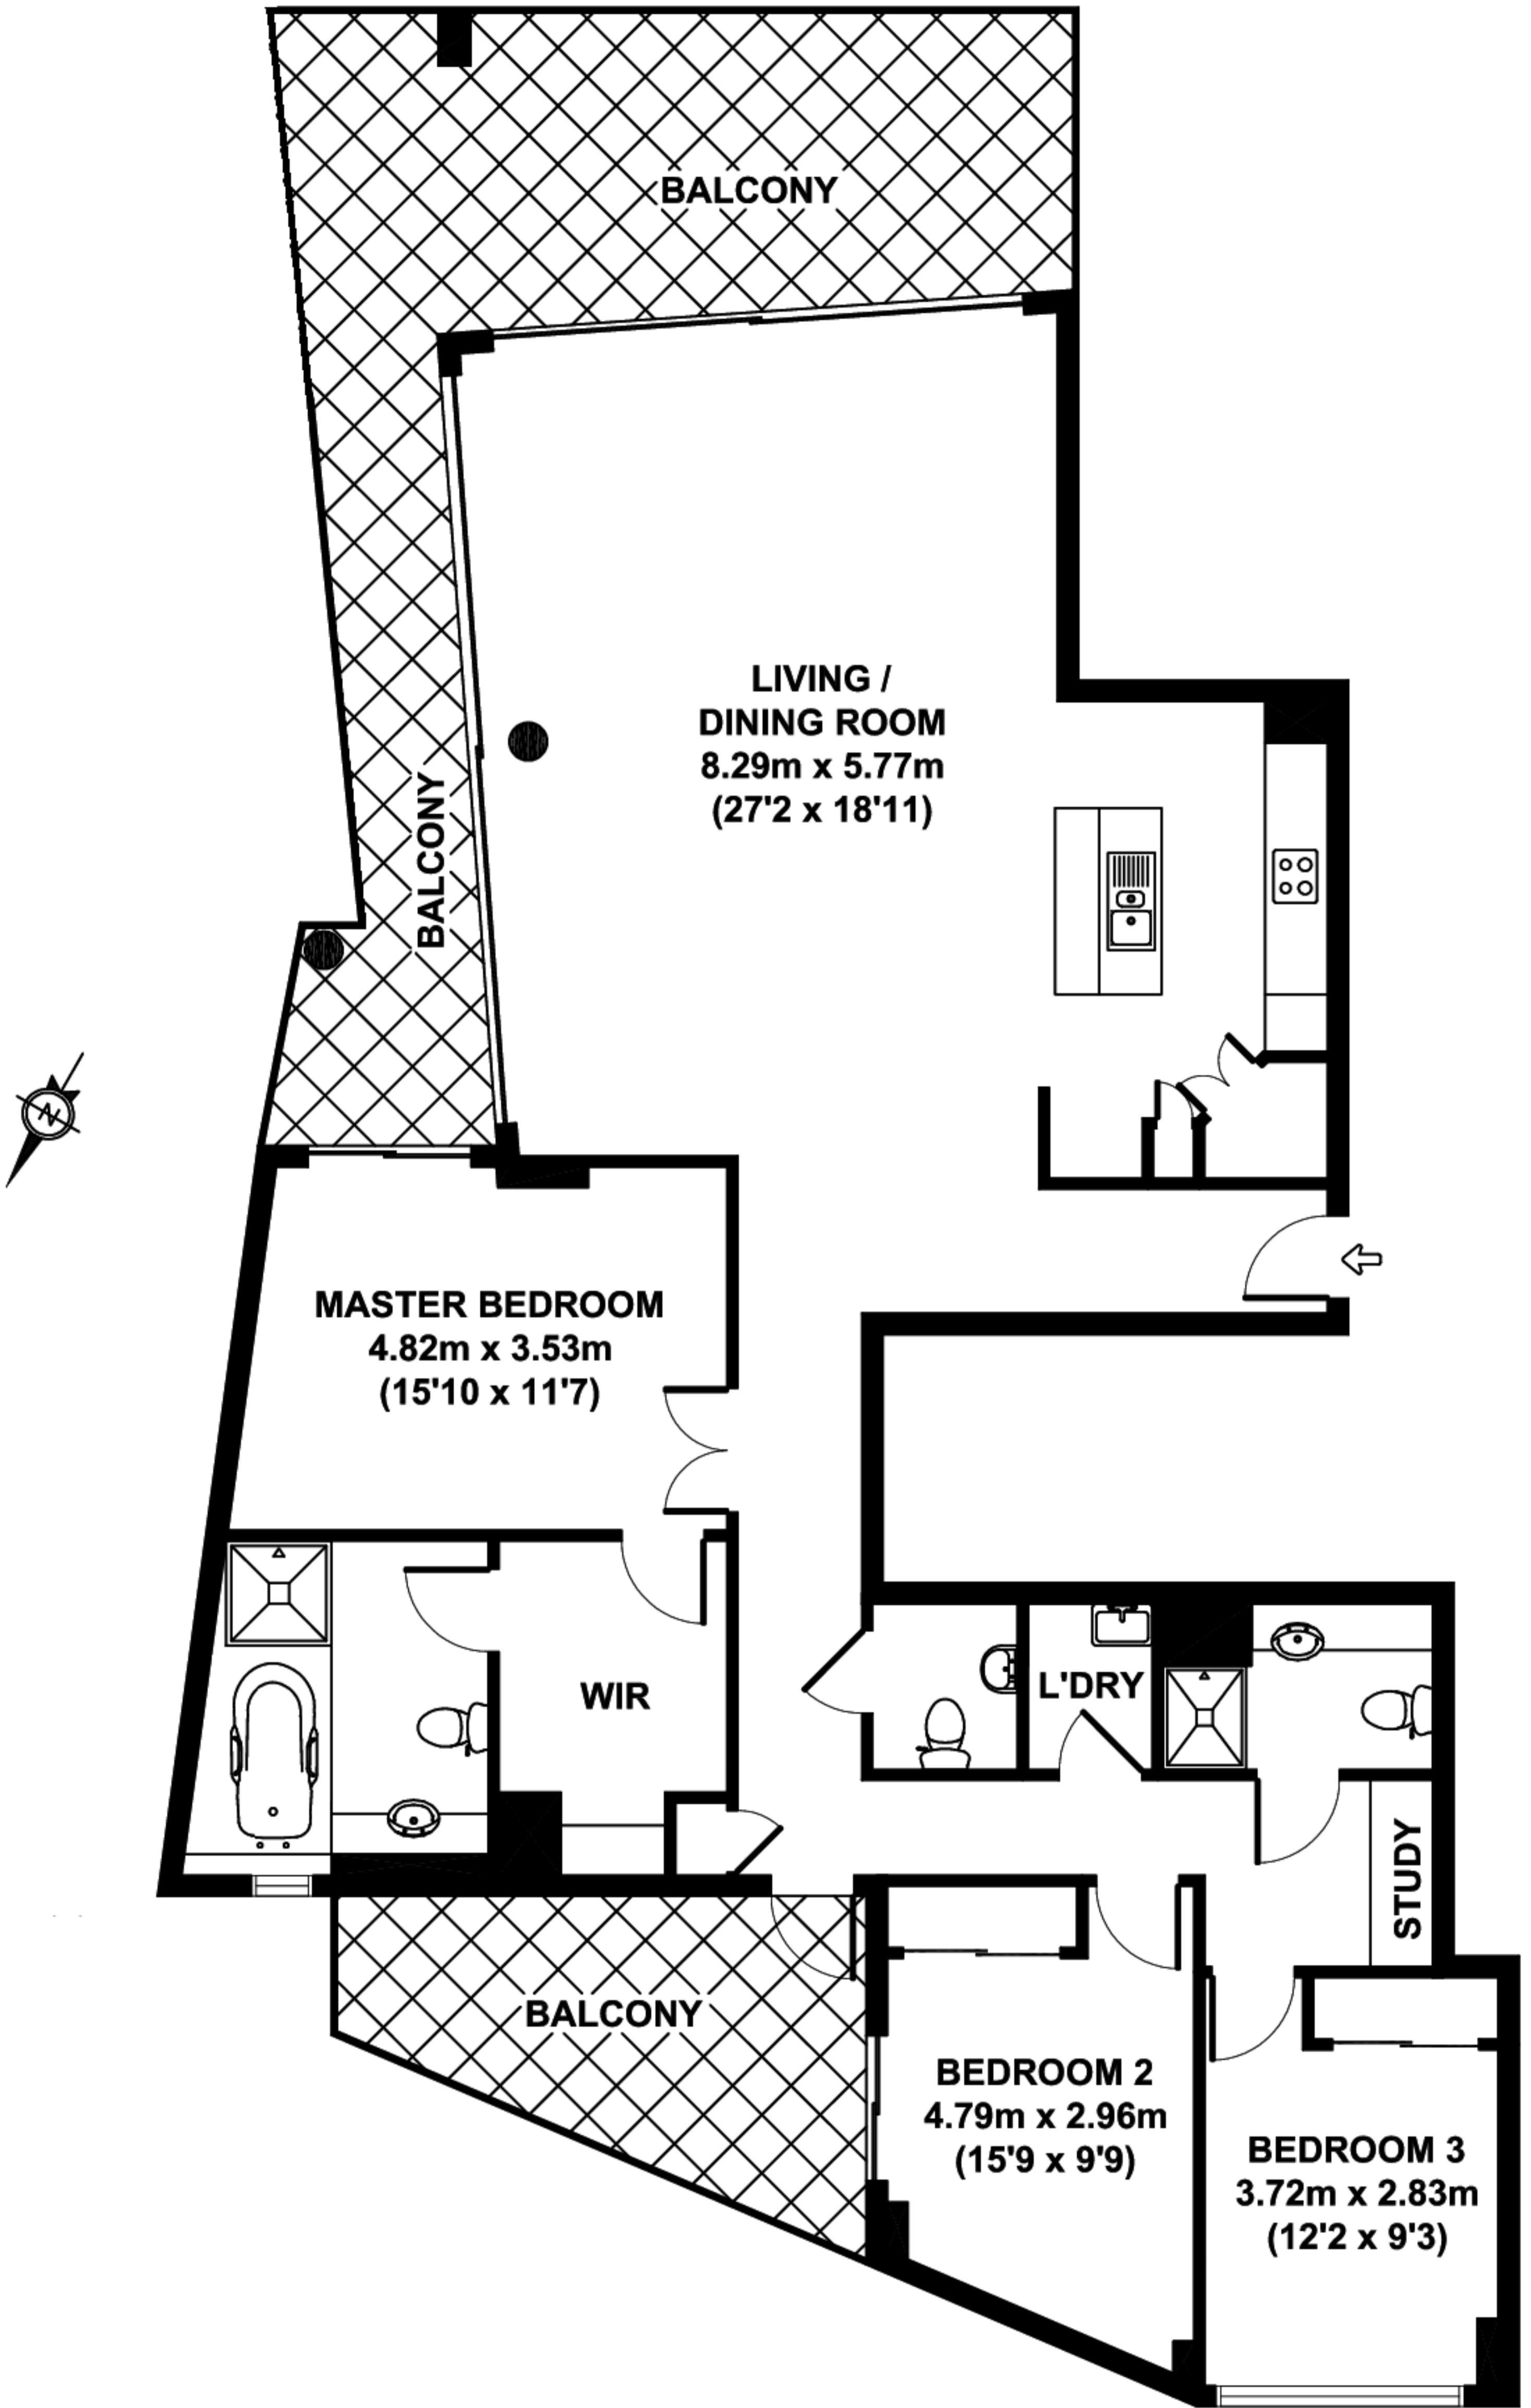 BALCONY
LIVING /
DINING ROOM
8.29m x 5.77m
(27'2 x 18'11)
BALCONY
N
MASTER BEDROOM
4.82m x 3.53m
(15'10 x 11'7)
WIR
L'DRY
STUDY
BALCONY
BEDROOM 2
4.79m x 2.96m
(15'9 x 9'9)
BEDROOM 3
3.72m x 2.83m
(12'2 x 9'3)